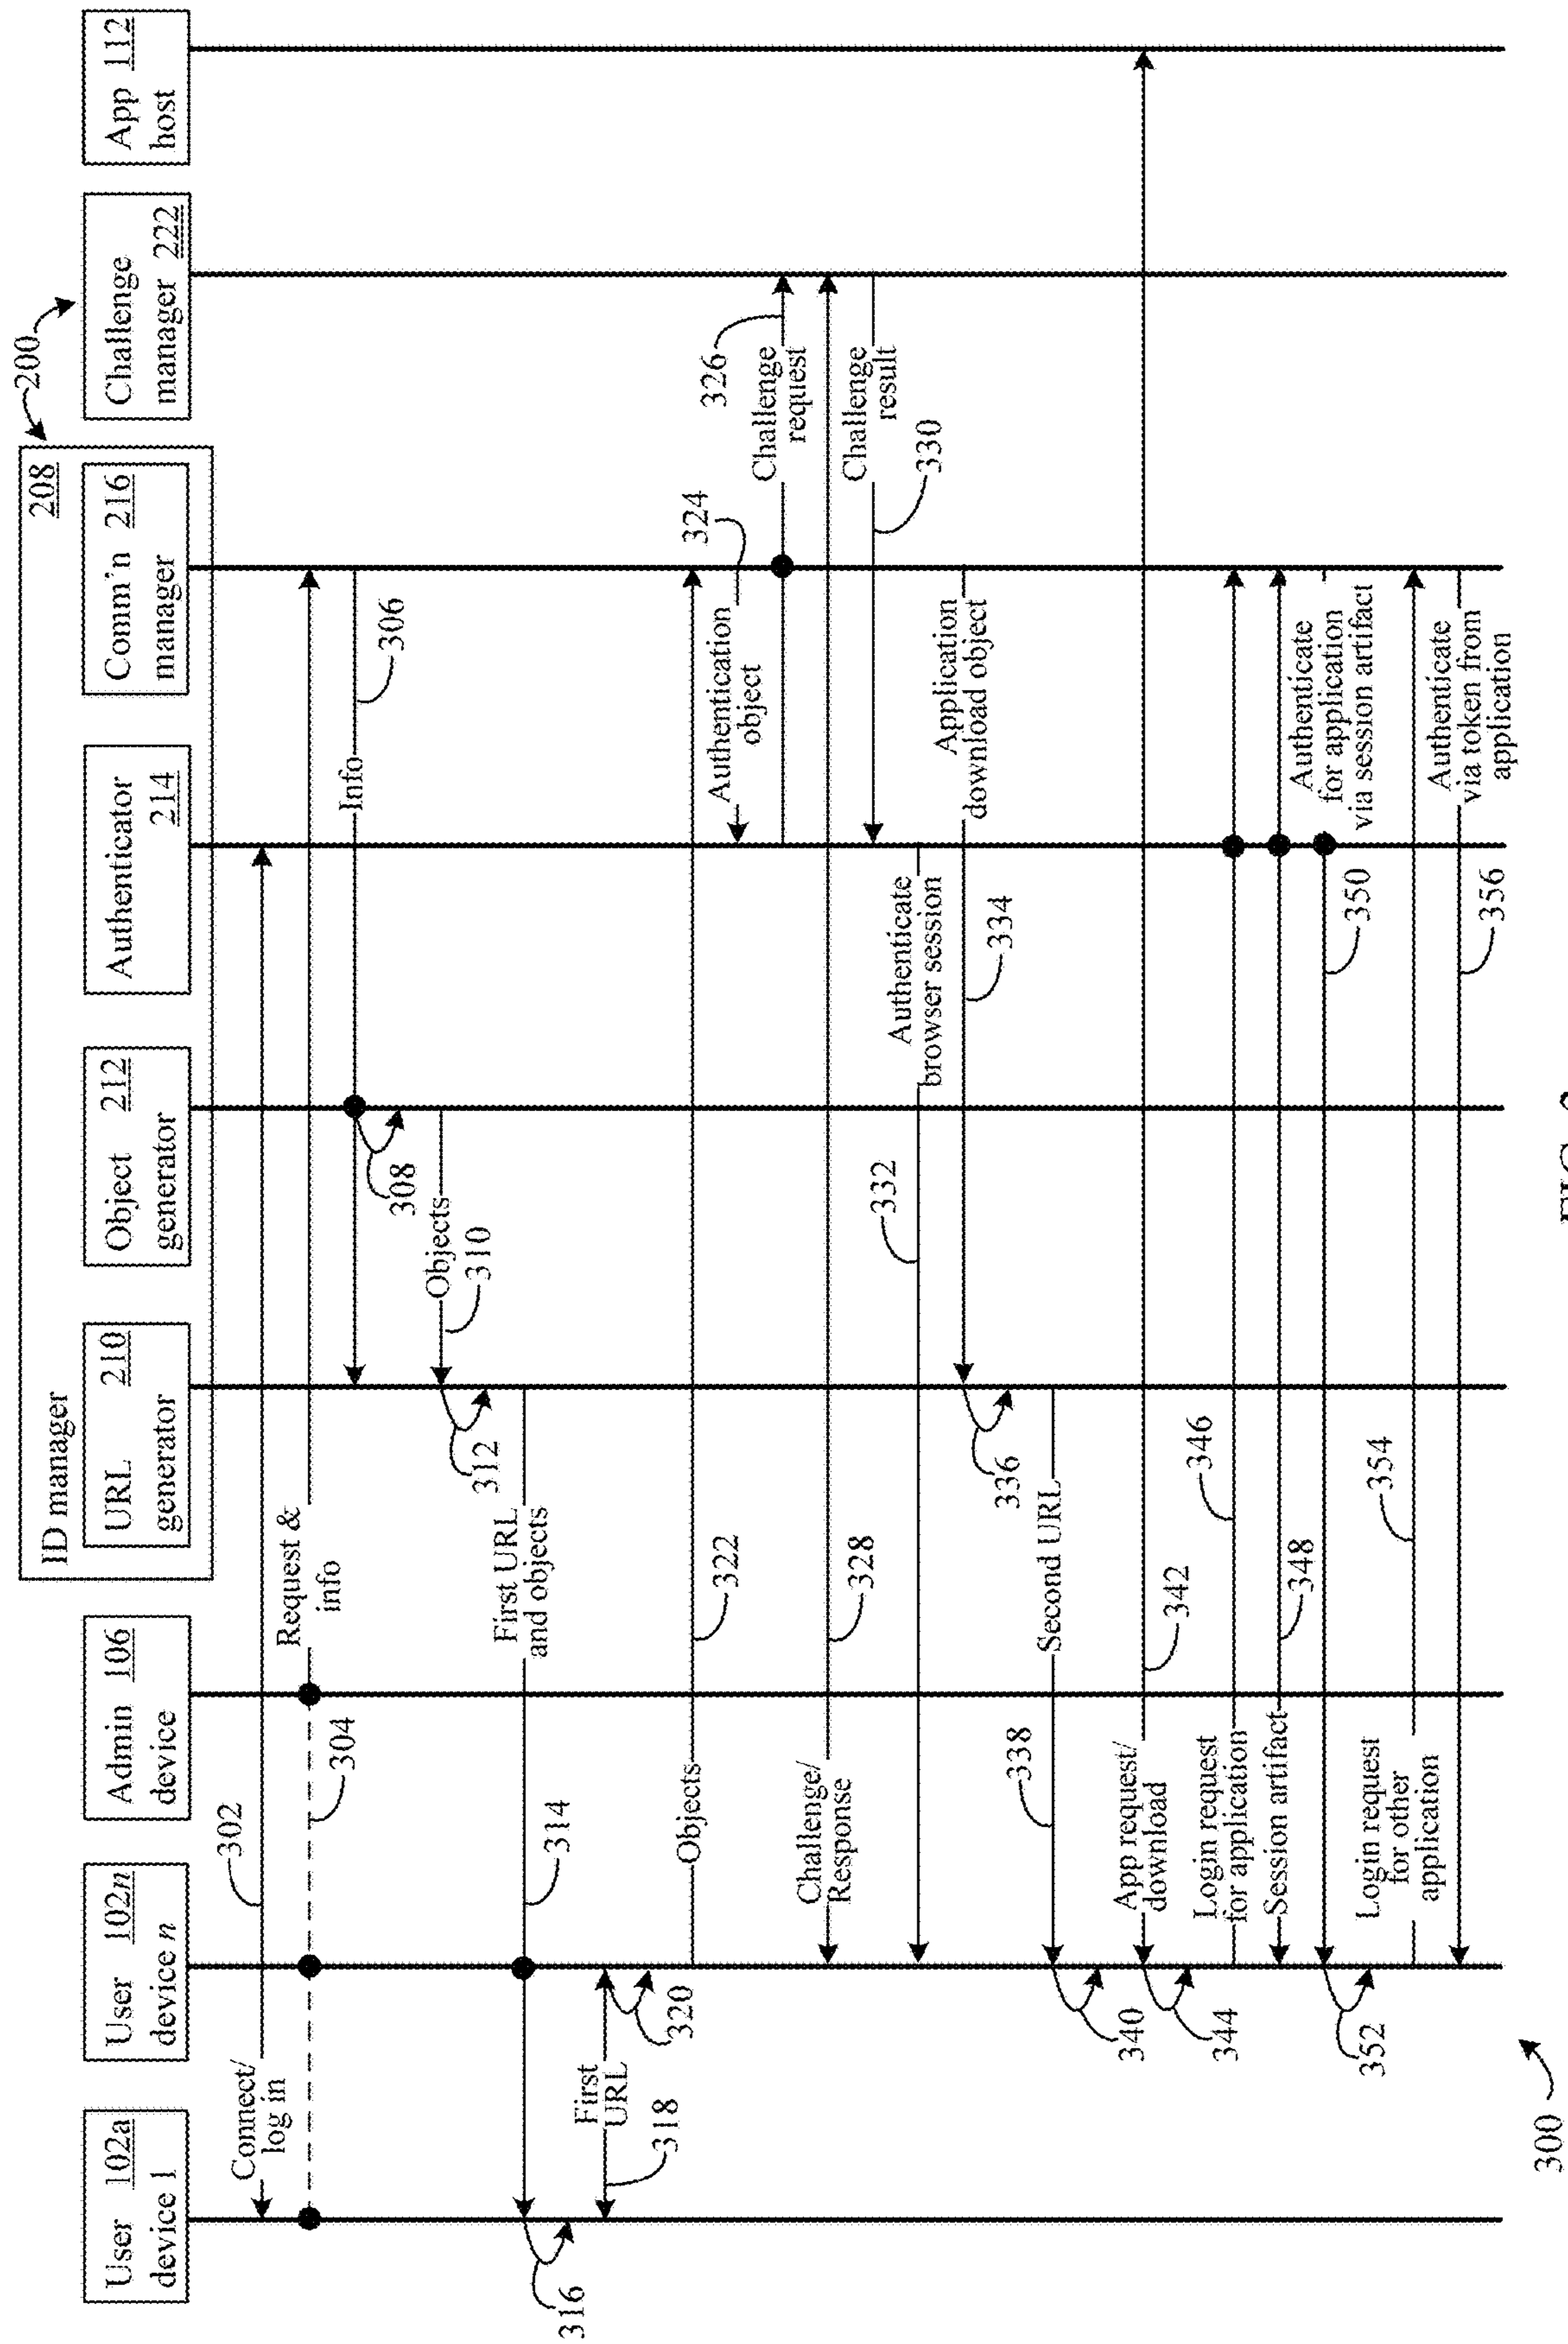 200
ID manager 208
User 102a
device 1
User 102n
device n
Admin 106
device
URL 210
generator
Object 212
generator
Authenticator
214
Comm'n 216
manager
Challenge
manager 222
App 112
host
Connect/
log in
302
Request &
info
304
Info
306
308
Objects
310
312
First URL
and objects
314
316
First
URL
318
320
Objects
322
Authentication
object
324
Challenge
request
326
Challenge/
Response
328
Challenge
result
330
Authenticate
browser session
332
Application
download object
334
336
Second URL
338
340
App request/
download
342
344
Login request
for application
346
Session artifact
348
Authenticate
for application
via session artifact
350
352
Login request
for other
application
354
Authenticate
via token from
application
356
300